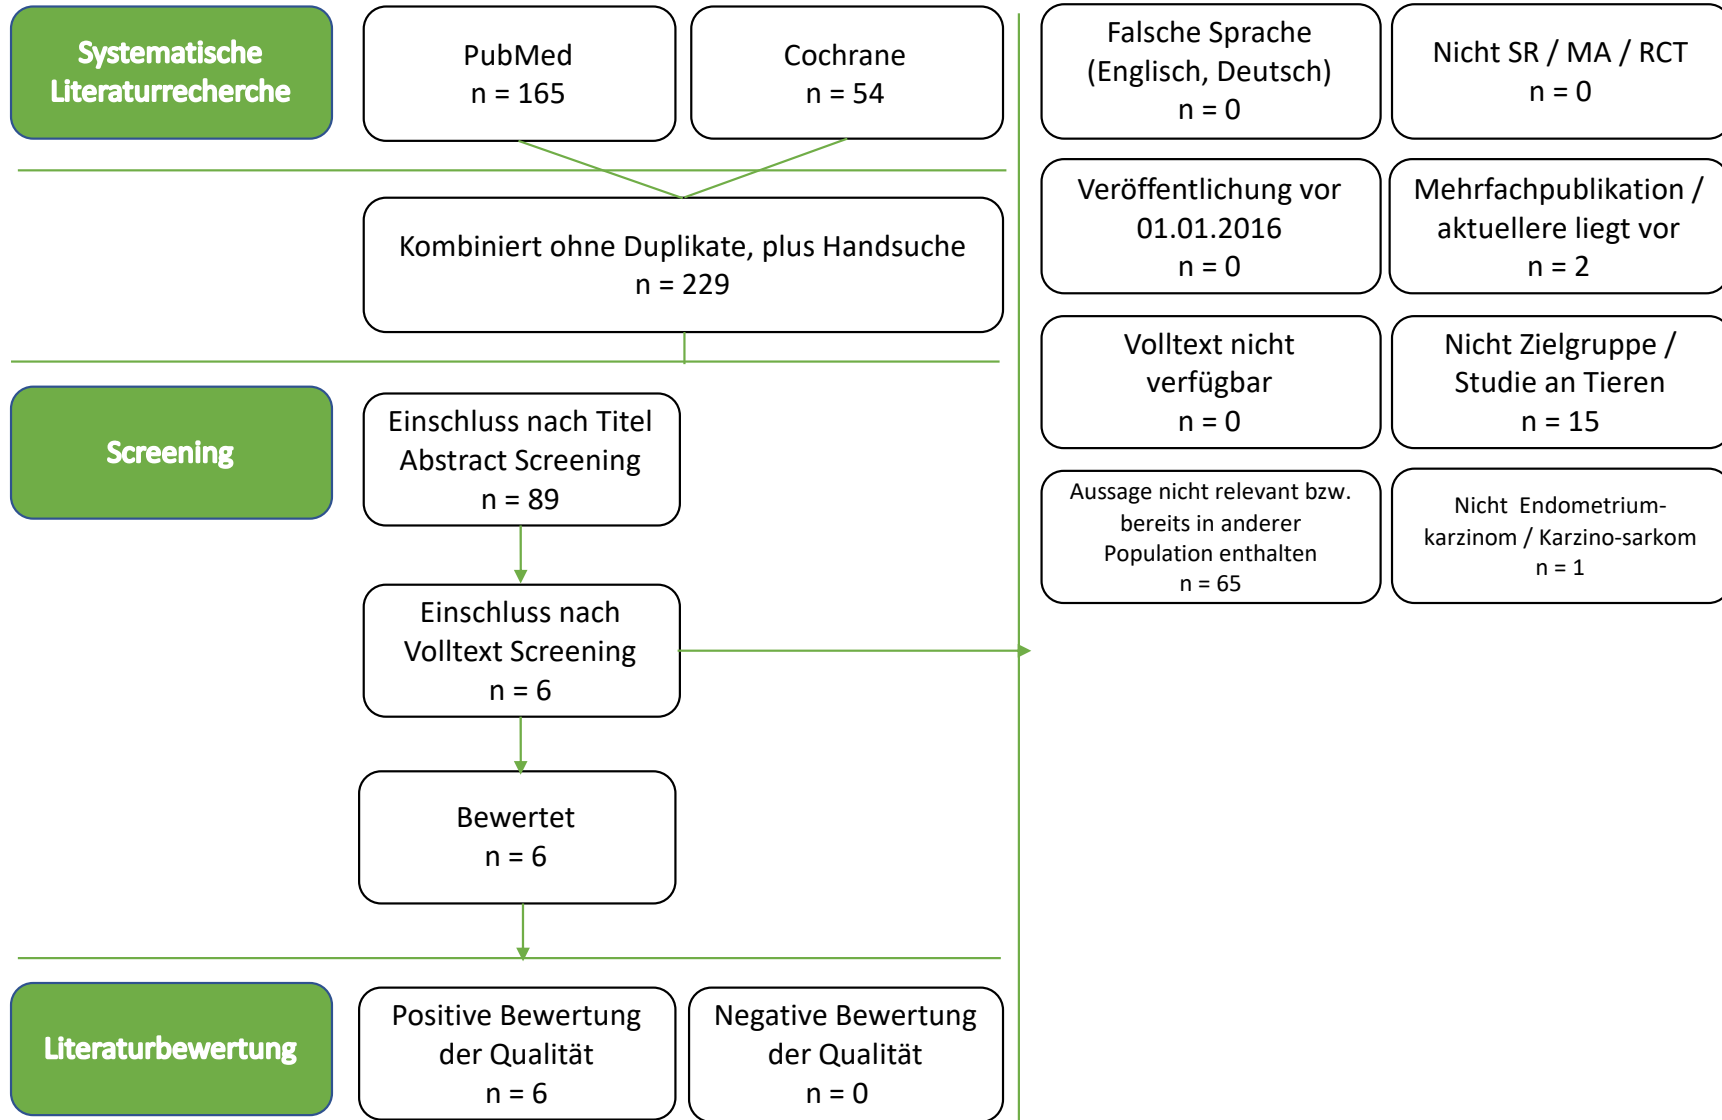 Systematische
Literaturrecherche
PubMed
n = 165
Cochrane
n = 54
Kombiniert ohne Duplikate, plus Handsuche
n = 229
Screening
Einschluss nach Titel
Abstract Screening
n = 89
Einschluss nach
Volltext Screening
n = 6
Bewertet
n = 6
Literaturbewertung
Positive Bewertung
der Qualität
n = 6
Negative Bewertung
der Qualität
n = 0
Falsche Sprache
(Englisch, Deutsch)
n = 0
Nicht SR / MA / RCT
n = 0
Veröffentlichung vor
01.01.2016
n = 0
Mehrfachpublikation /
aktuellere liegt vor
n = 2
Volltext nicht
verfügbar
n = 0
Nicht Zielgruppe /
Studie an Tieren
n = 15
Aussage nicht relevant bzw.
bereits in anderer
Population enthalten
n = 65
Nicht Endometrium-
karzinom / Karzino-sarkom
n = 1